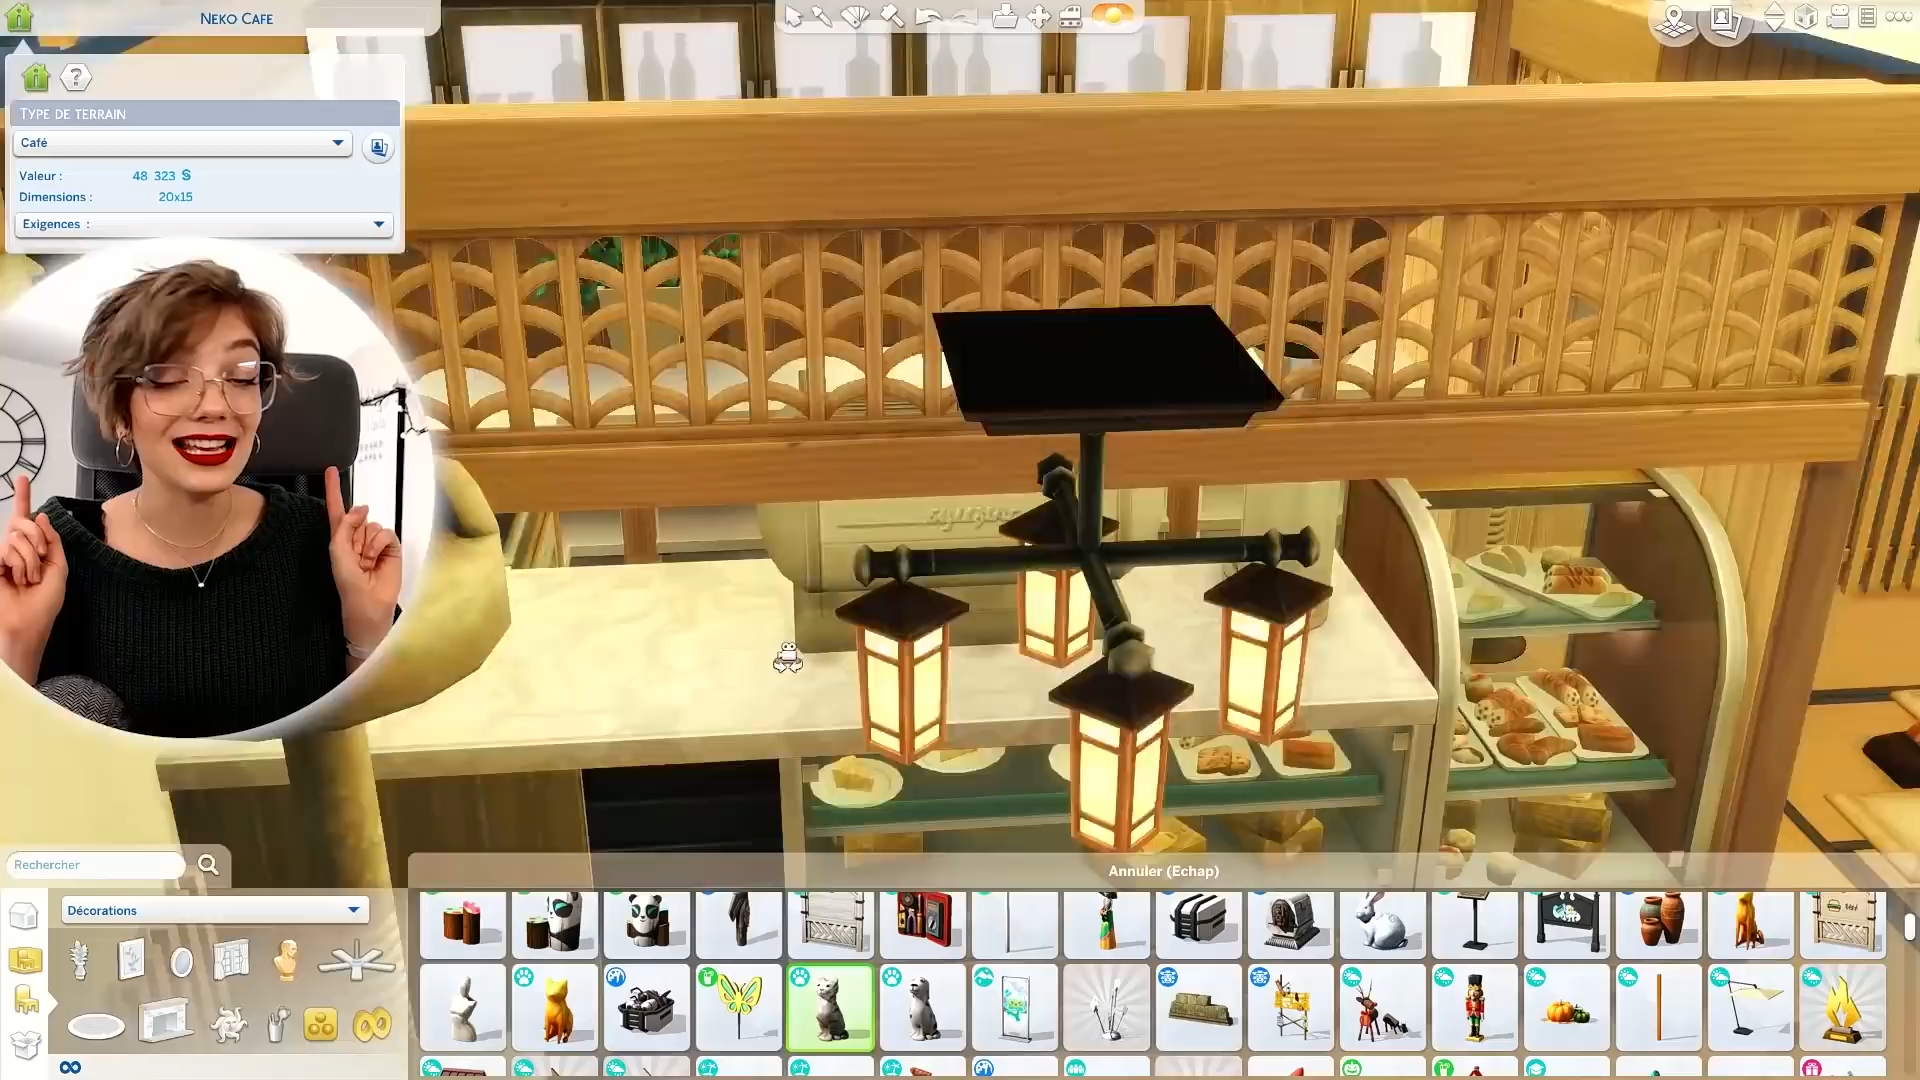 Neko Cafe
Type de terrain
Café
Valeur : 48 323 §
Dimensions : 20x15
Exigences :
Rechercher
Annuler (Echap)
Décorations